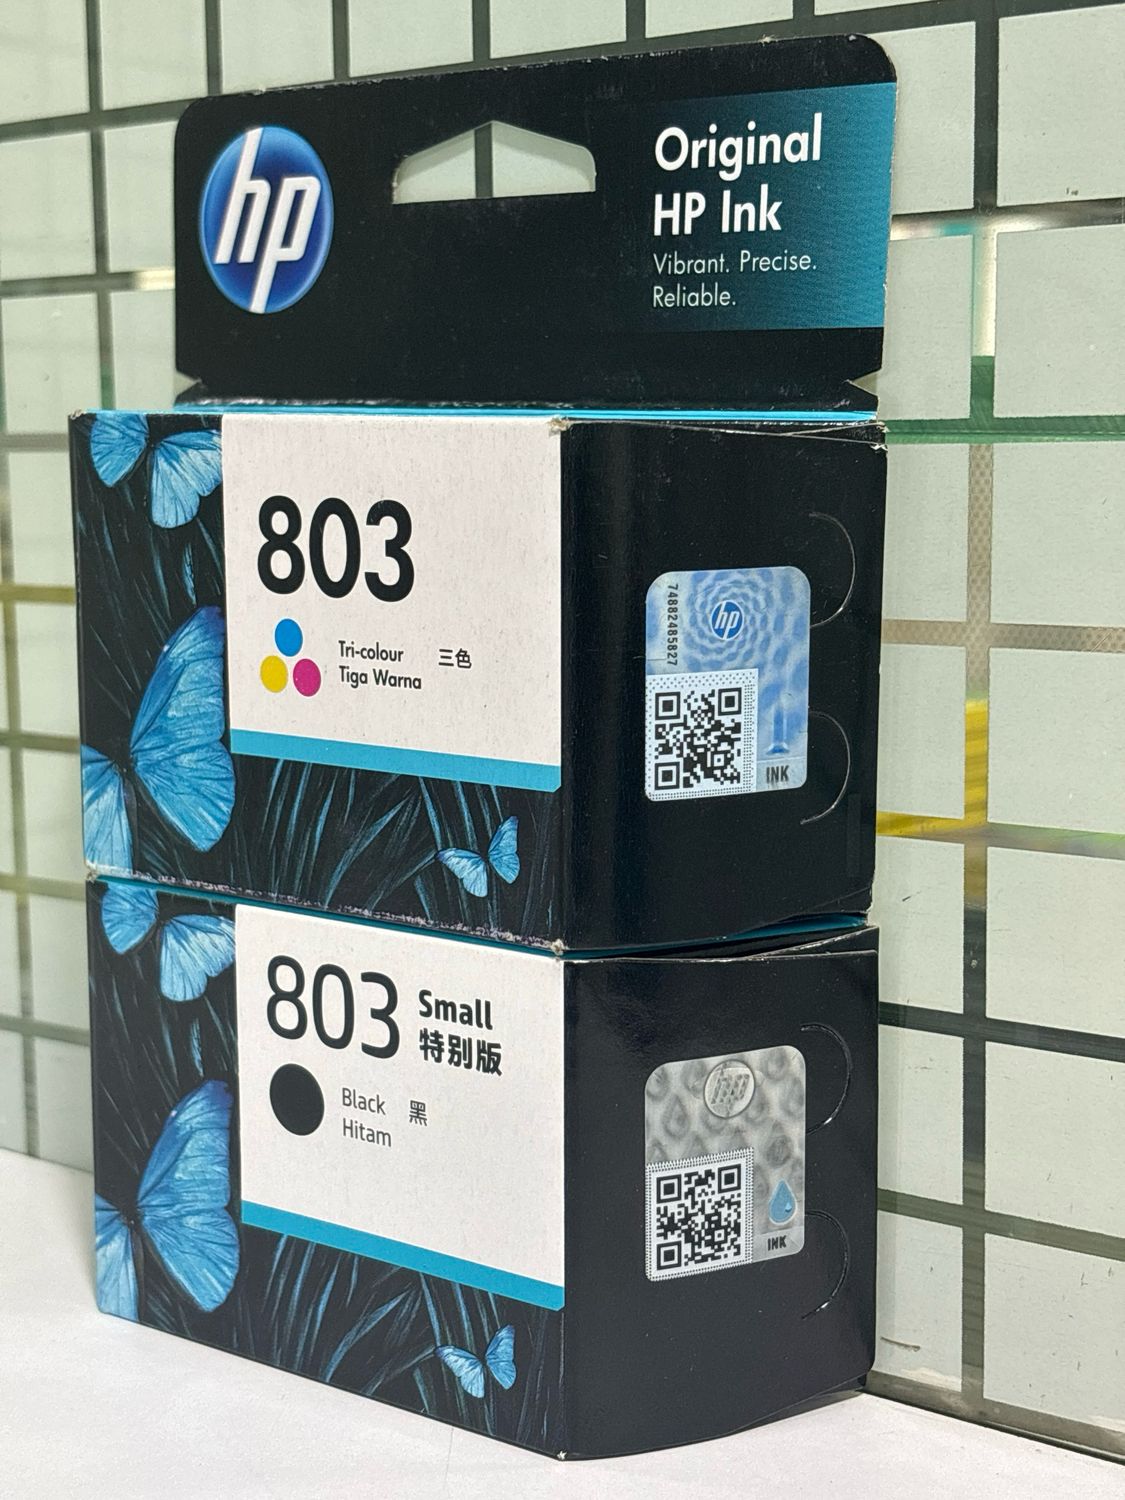 hp
Original
HP Ink
Vibrant. Precise.
Reliable.
803
Tri-colour 三色
Tiga Warna
74882485827
hp
INK
803 Small
特别版
Black 黑
Hitam
hp
INK